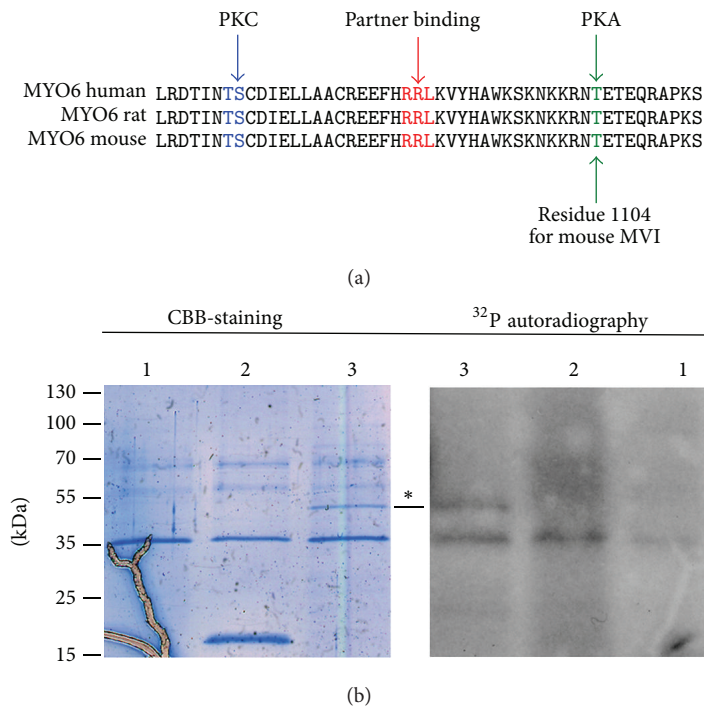 PKC Partner binding PKA
MYO6 human LRDTINTSCDIELLAACREEFHRRLKVYHAWKSKNKKRNTETEQRAPKS
MYO6 rat LRDTINTSCDIELLAACREEFHRRLKVYHAWKSKNKKRNTETEQRAPKS
MYO6 mouse LRDTINTSCDIELLAACREEFHRRLKVYHAWKSKNKKRNTETEQRAPKS
Residue 1104
for mouse MVI
(a)
CBB-staining ³²P autoradiography
1 2 3 3 2 1
130
100
70
55 *
35
25
15
(kDa)
(b)